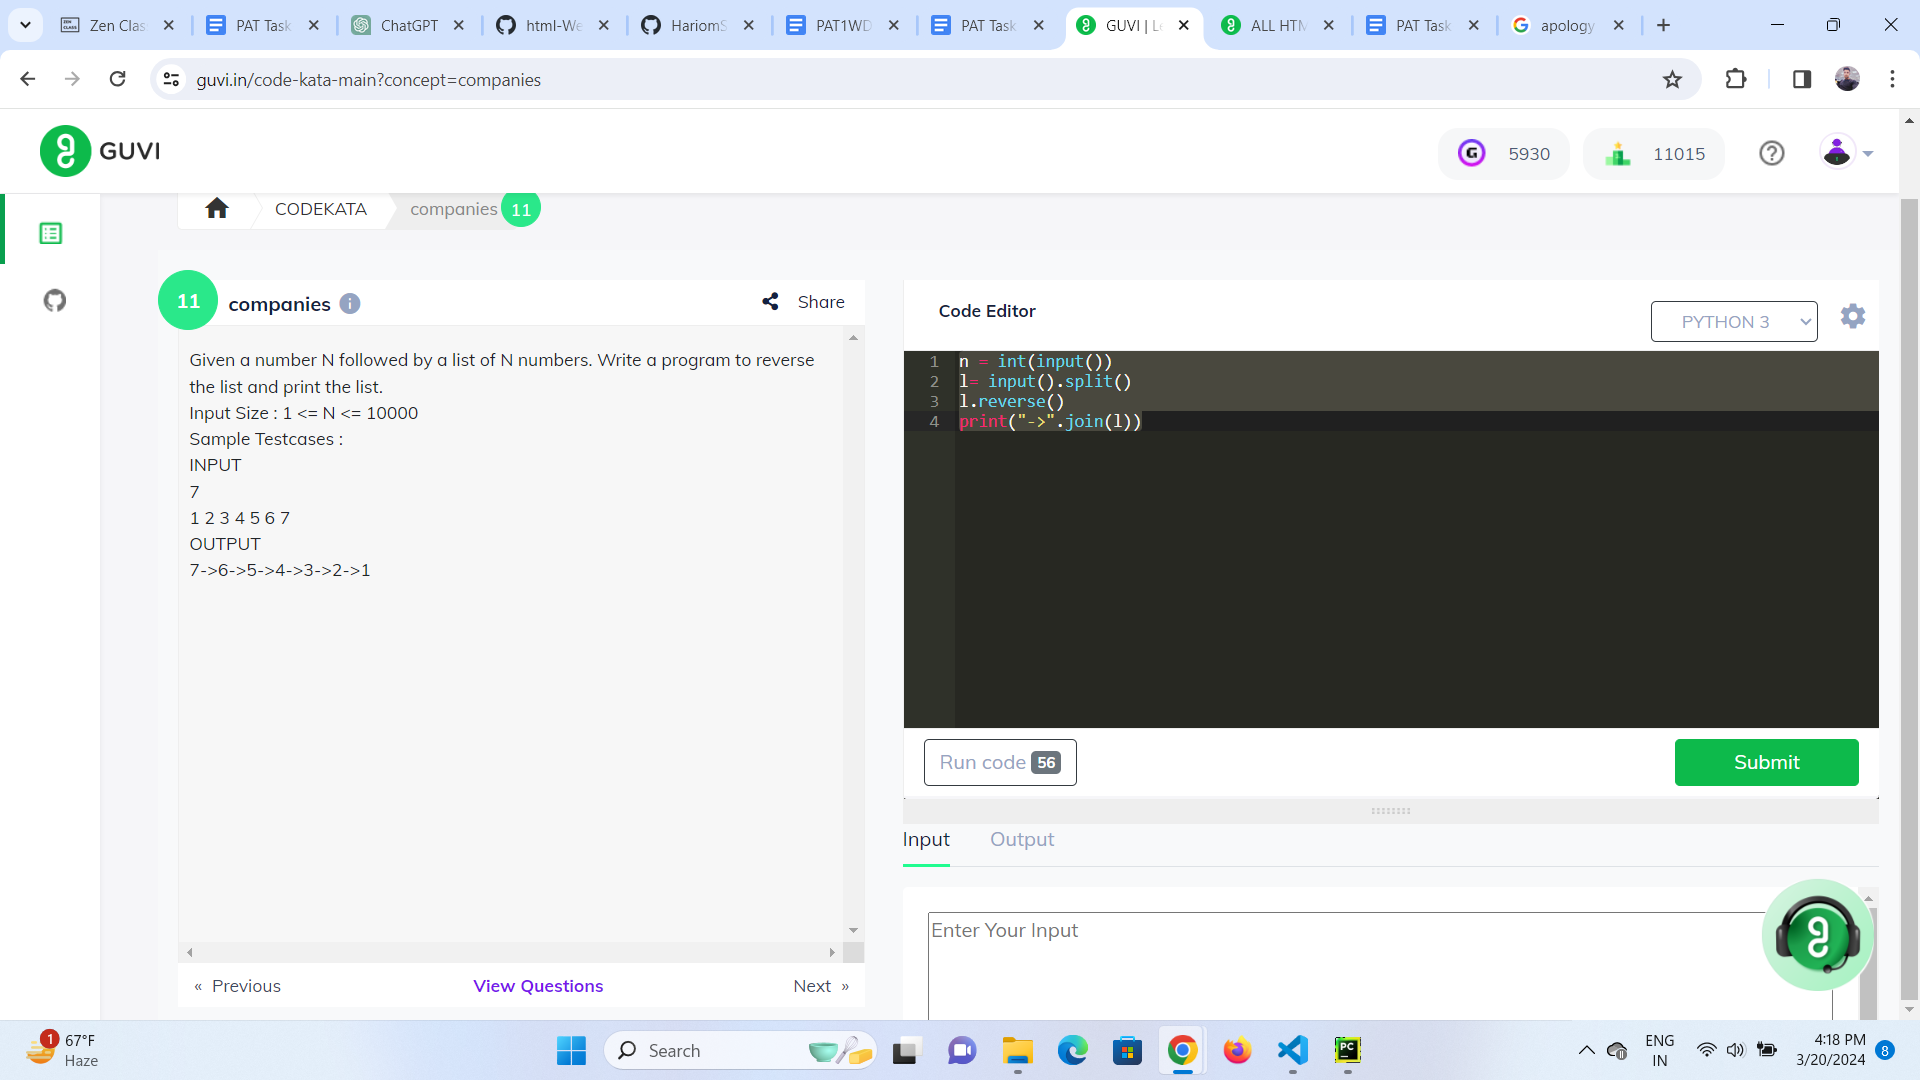 Zen Clas
PAT Task
ChatGPT
html-We
HariomS
PAT1WD
PAT Task
GUVI | Le
ALL HTM
PAT Task
apology
guvi.in/code-kata-main?concept=companies
GUVI
5930
11015
CODEKATA
companies 11
11
companies
Share
Given a number N followed by a list of N numbers. Write a program to reverse
the list and print the list.
Input Size : 1 <= N <= 10000
Sample Testcases :
INPUT
7
1 2 3 4 5 6 7
OUTPUT
7->6->5->4->3->2->1
« Previous
View Questions
Next »
Code Editor
PYTHON 3
1 n = int(input())
2 l= input().split()
3 l.reverse()
4 print("->".join(l))
Run code 56
Submit
Input
Output
Enter Your Input
1
67°F
Haze
Search
PC
ENG
IN
4:18 PM
3/20/2024
8